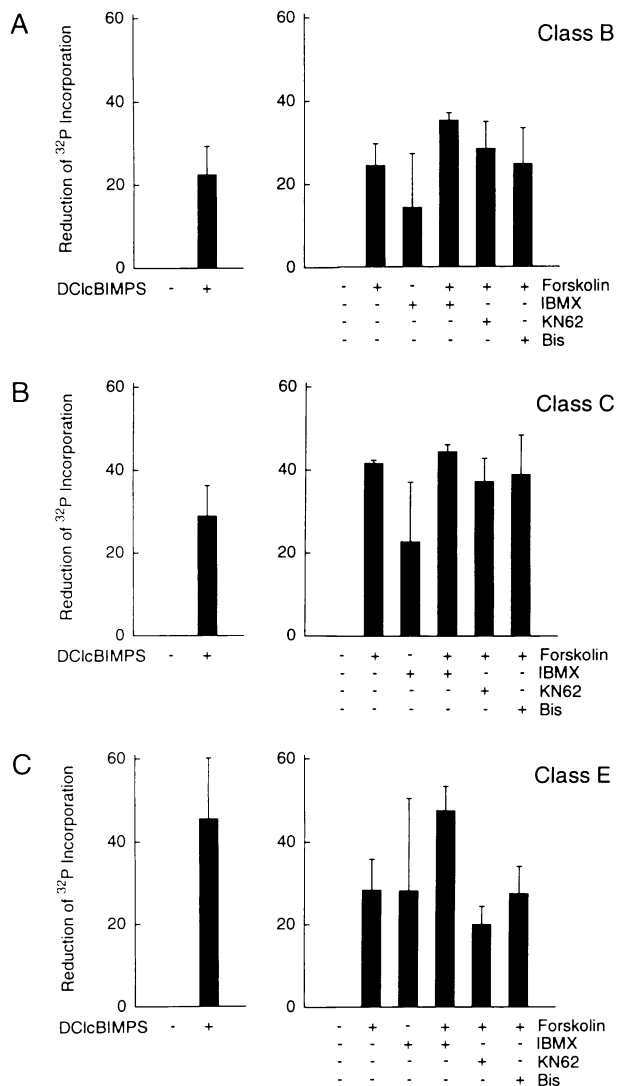 A
Class B
Reduction of ³²P Incorporation
60
40
20
0
60
40
20
0
DClcBIMPS - +
- + - + + + Forskolin
- - + + - - IBMX
- - - - + - KN62
- - - - - + Bis
B
Class C
Reduction of ³²P Incorporation
60
40
20
0
60
40
20
0
DClcBIMPS - +
- + - + + + Forskolin
- - + + - - IBMX
- - - - + - KN62
- - - - - + Bis
C
Class E
Reduction of ³²P Incorporation
60
40
20
0
60
40
20
0
DClcBIMPS - +
- + - + + + Forskolin
- - + + - - IBMX
- - - - + - KN62
- - - - - + Bis